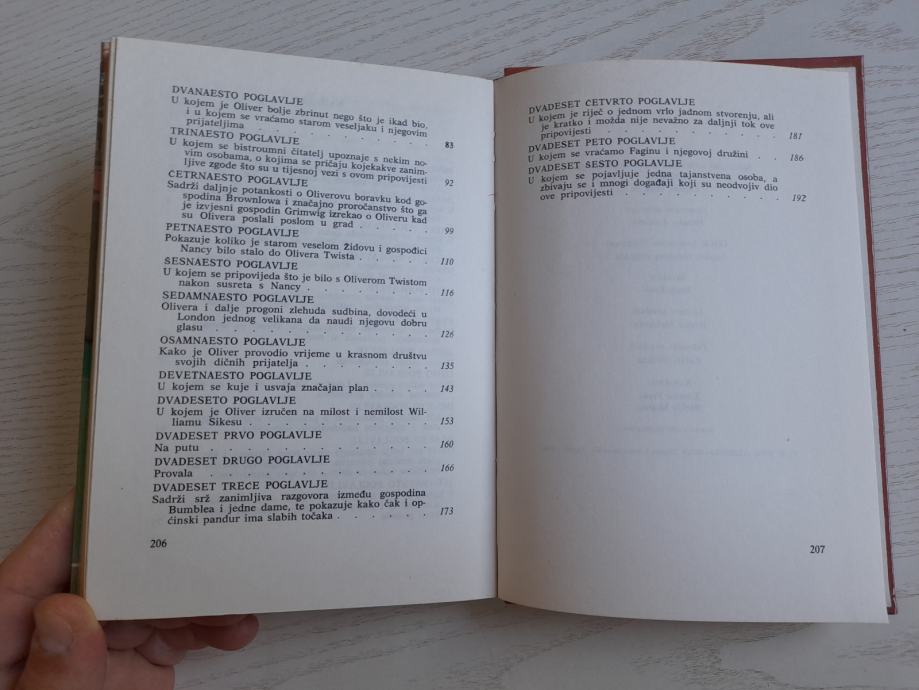 DVANAESTO POGLAVLJE
U kojem je Oliver bolje zbrinut nego što je ikad bio,
i u kojem se vraćamo starom veseljaku i njegovim
prijateljima . . . . . . . . . . . 83
TRINAESTO POGLAVLJE
U kojem se bistroumni čitatelj upoznaje s nekim no-
vim osobama, o kojima se pričaju kojekakve zanim-
ljive zgode što su u tijesnoj vezi s ovom pripovijesti 92
ČETRNAESTO POGLAVLJE
Sadrži daljnje potankosti o Oliverovu boravku kod go-
spodina Brownlowa i značajno proročanstvo što ga
je izvjesni gospodin Grimwig izrekao o Oliveru kad
su Olivera poslali poslom u grad . . . . . 99
PETNAESTO POGLAVLJE
Pokazuje koliko je starom veselom Židovu i gospođici
Nancy bilo stalo do Olivera Twista . . . . 110
ŠESNAESTO POGLAVLJE
U kojem se pripovijeda što je bilo s Oliverom Twistom
nakon susreta s Nancy . . . . . . . 116
SEDAMNAESTO POGLAVLJE
Olivera i dalje progoni zlehuda sudbina, dovodeći u
London jednog velikana da naudi njegovu dobru
glasu . . . . . . . . . . . . 126
OSAMNAESTO POGLAVLJE
Kako je Oliver provodio vrijeme u krasnom društvu
svojih dičnih prijatelja . . . . . . . 135
DEVETNAESTO POGLAVLJE
U kojem se kuje i usvaja značajan plan . . . . 143
DVADESETO POGLAVLJE
U kojem je Oliver izručen na milost i nemilost Wil-
liamu Sikesu . . . . . . . . . . 153
DVADESET PRVO POGLAVLJE
Na putu . . . . . . . . . . . . 160
DVADESET DRUGO POGLAVLJE
Provala . . . . . . . . . . . . 166
DVADESET TREĆE POGLAVLJE
Sadrži srž zanimljiva razgovora između gospodina
Bumblea i jedne dame, te pokazuje kako čak i op-
ćinski pandur ima slabih točaka . . . . . 173
206
DVADESET ČETVRTO POGLAVLJE
U kojem je riječ o jednom vrlo jadnom stvorenju, ali
je kratko i možda nije nevažno za daljnji tok ove
pripovijesti . . . . . . . . . . . 181
DVADESET PETO POGLAVLJE
U kojem se vraćamo Faginu i njegovoj družini . . 186
DVADESET ŠESTO POGLAVLJE
U kojem se pojavljuje jedna tajanstvena osoba, a
zbivaju se i mnogi događaji koji su neodvojiv dio
ove pripovijesti . . . . . . . . . . 192
207